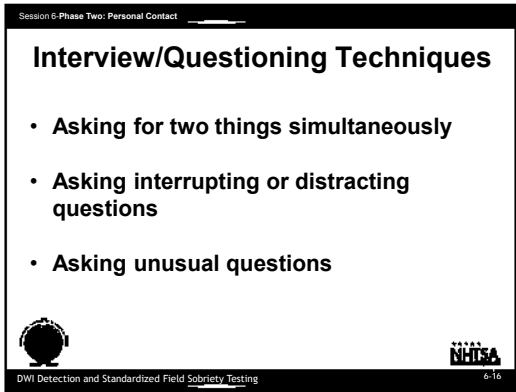 Session 6-Phase Two: Personal Contact
Interview/Questioning Techniques
• Asking for two things simultaneously
• Asking interrupting or distracting
questions
• Asking unusual questions
NHTSA
DWI Detection and Standardized Field Sobriety Testing
6-16